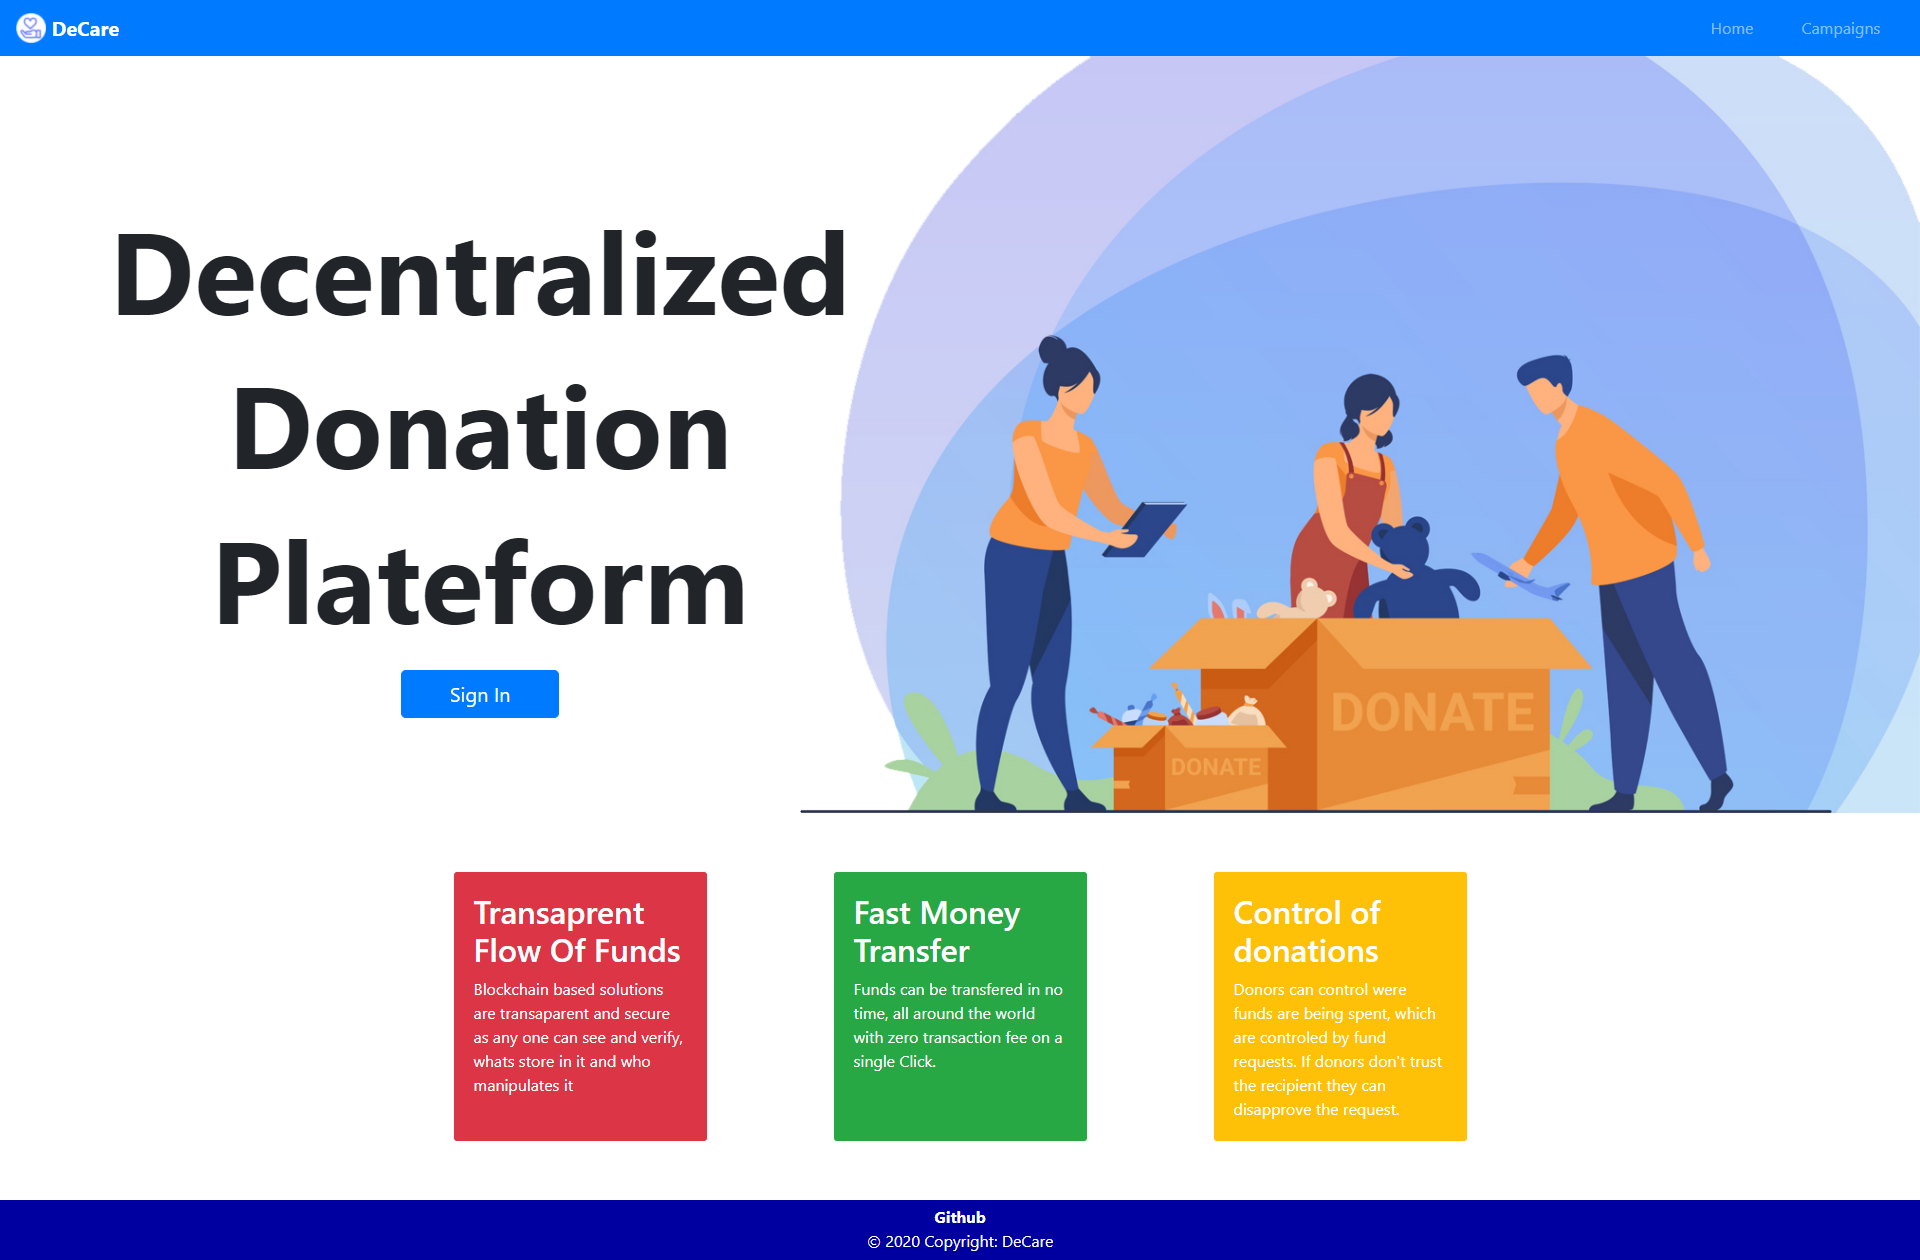 DeCare
Home
Campaigns
Decentralized
Donation
Plateform
Sign In
DONATE
DONATE
Transaprent
Flow Of Funds
Blockchain based solutions
are transaparent and secure
as any one can see and verify,
whats store in it and who
manipulates it
Fast Money
Transfer
Funds can be transfered in no
time, all around the world
with zero transaction fee on a
single Click.
Control of
donations
Donors can control were
funds are being spent, which
are controled by fund
requests. If donors don't trust
the recipient they can
disapprove the request.
Github
© 2020 Copyright: DeCare